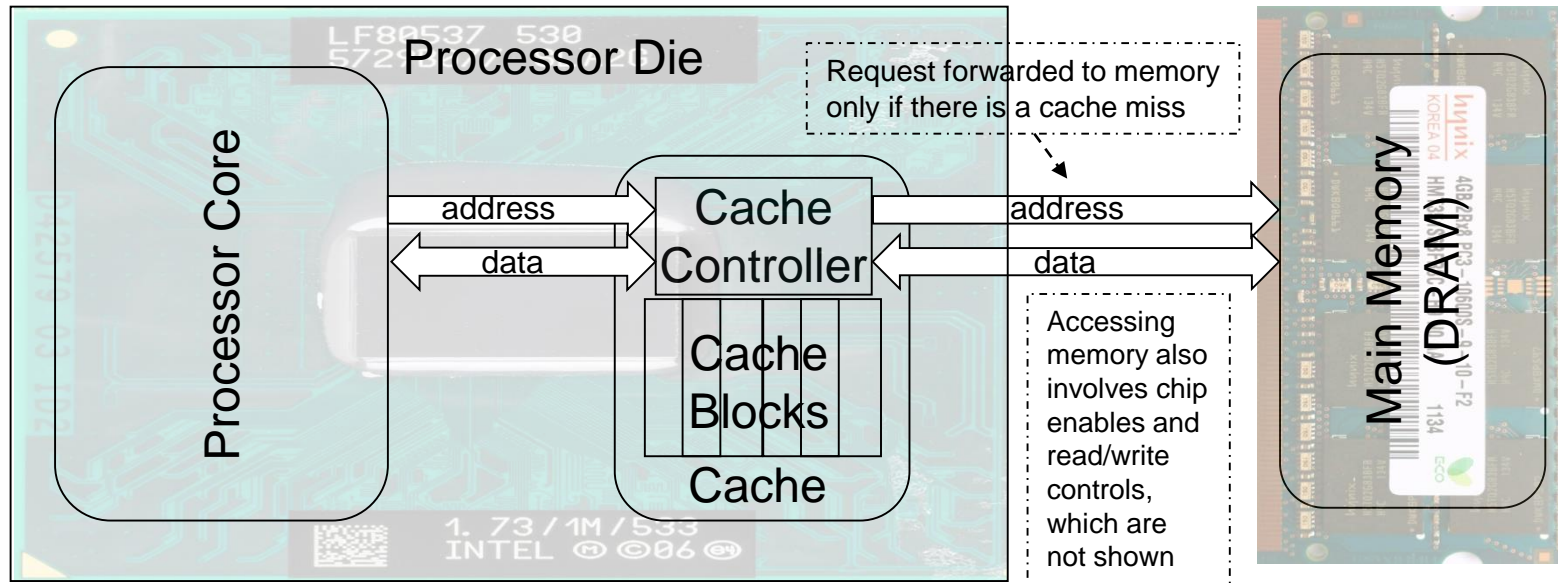 LF80537 530
Processor Die
Processor Core
address
data
Cache
Controller
Cache
Blocks
Cache
Request forwarded to memory
only if there is a cache miss
address
data
Accessing
memory also
involves chip
enables and
read/write
controls,
which are
not shown
Main Memory
(DRAM)
hynix
KOREA 04
1134
1.73/1M/533
INTEL Ⓜ ©06